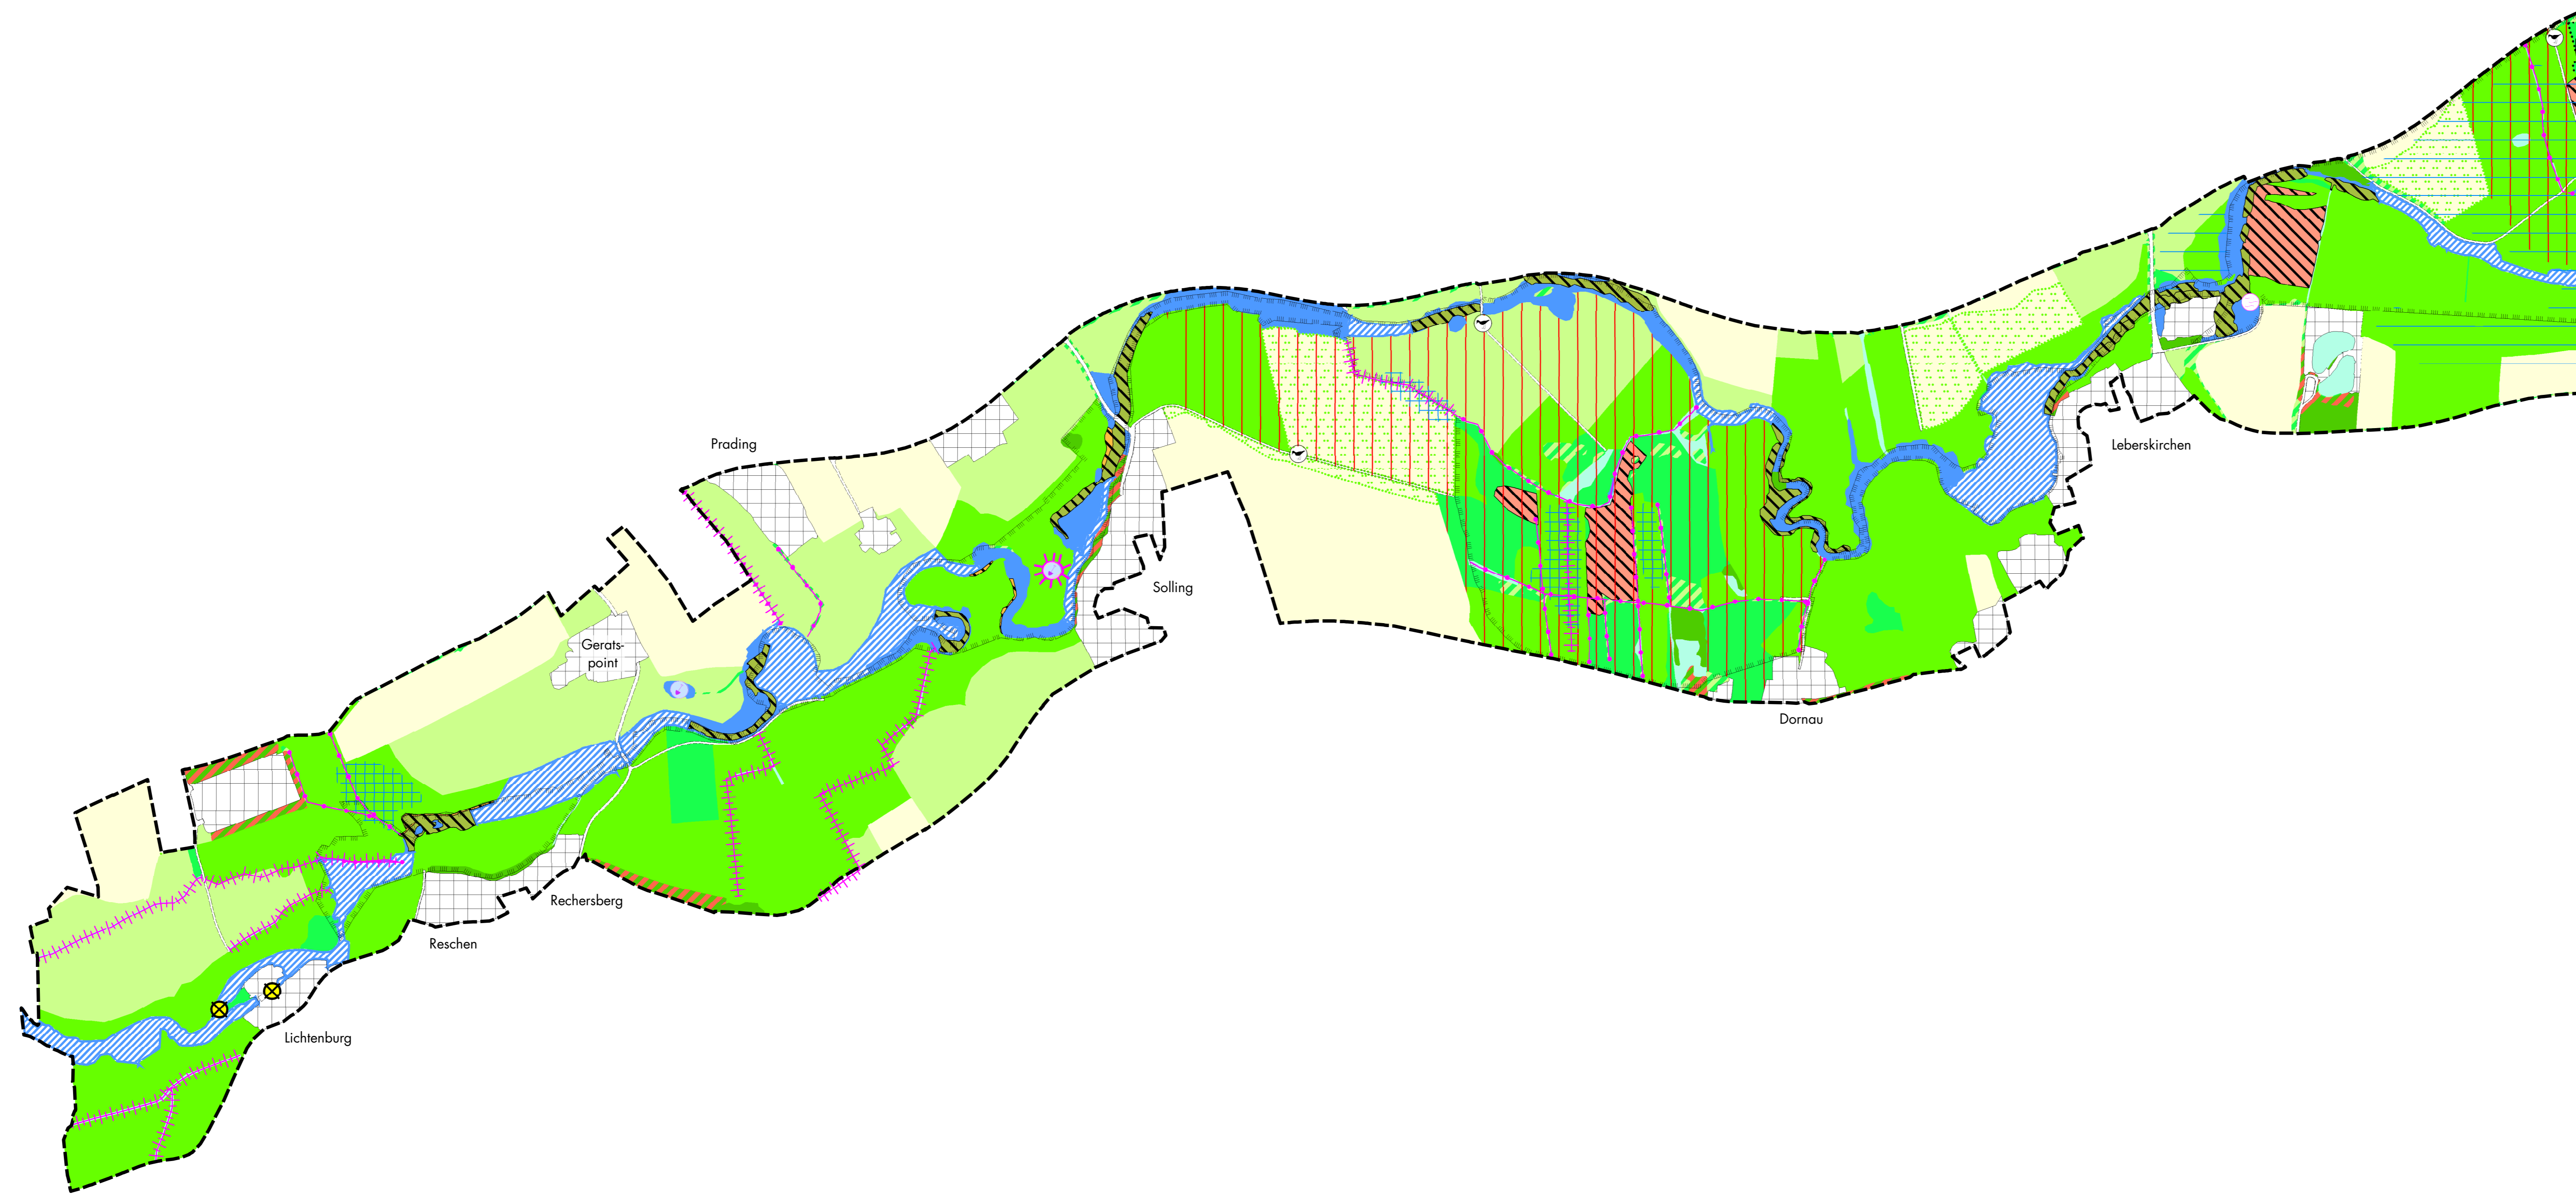 Prading
Leberskirchen
Solling
Gerats-
point
Dornau
Rechersberg
Reschen
Lichtenburg